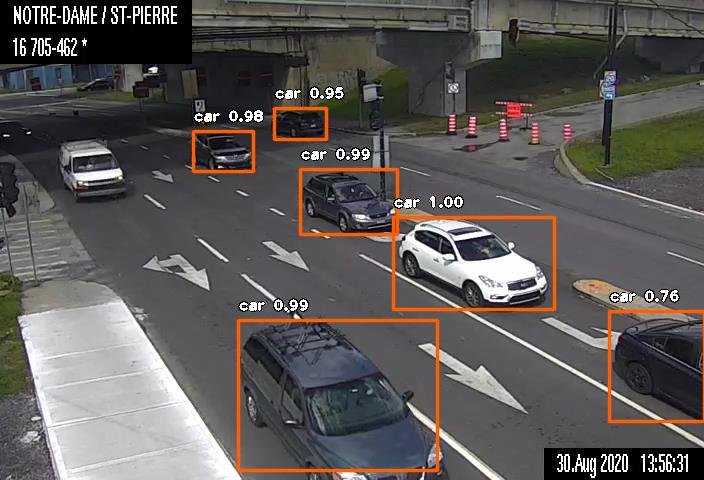 NOTRE-DAME / ST-PIERRE
16 705-462 *
car 0.95
car 0.98
car 0.99
car 1.00
car 0.76
car 0.99
30.Aug 2020 13:56:31